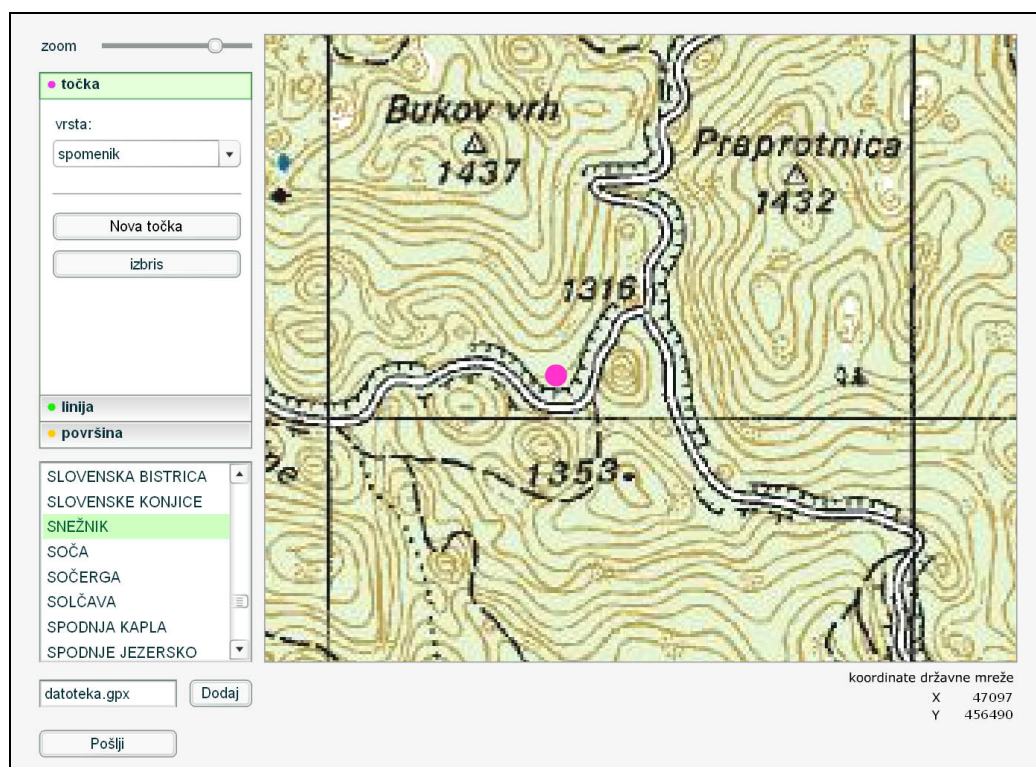 zoom
točka
vrsta:
spomenik
Nova točka
izbris
linija
površina
SLOVENSKA BISTRICA
SLOVENSKE KONJICE
SNEŽNIK
SOČA
SOČERGA
SOLČAVA
SPODNJA KAPLA
SPODNJE JEZERSKO
datoteka.gpx
Dodaj
Pošlji
Bukov vrh
1437
Praprotnica
1432
1316
1353
koordinate državne mreže
X 47097
Y 456490